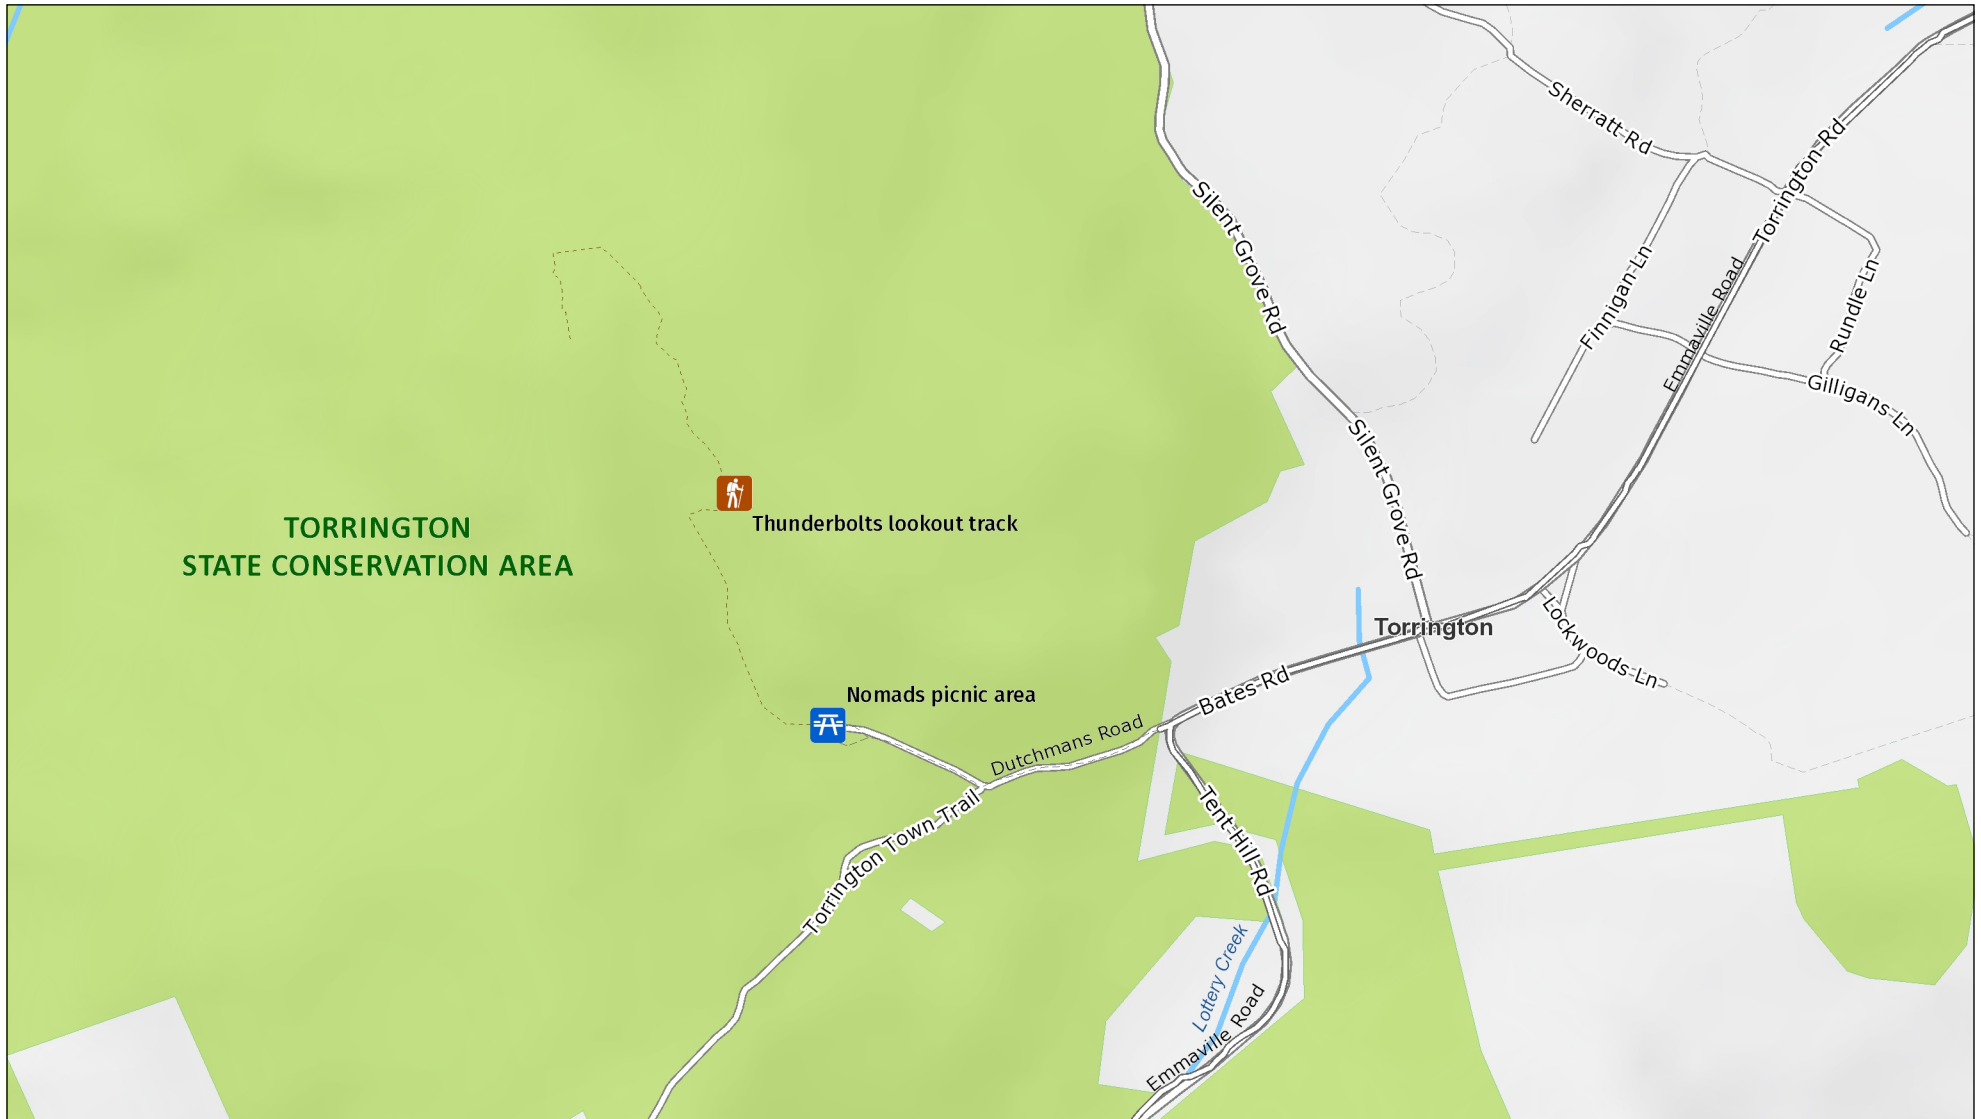 Sherratt Rd
Torrington Rd
Silent Grove Rd
Finnigan Ln
Emmaville Road
Rundle Ln
Gilligans Ln
Silent Grove Rd
Thunderbolts lookout track
TORRINGTON
STATE CONSERVATION AREA
Torrington
Lockwoods Ln
Nomads picnic area
Bates Rd
Dutchmans Road
Torrington Town Trail
Tent Hill Rd
Lottery Creek
Emmaville Road